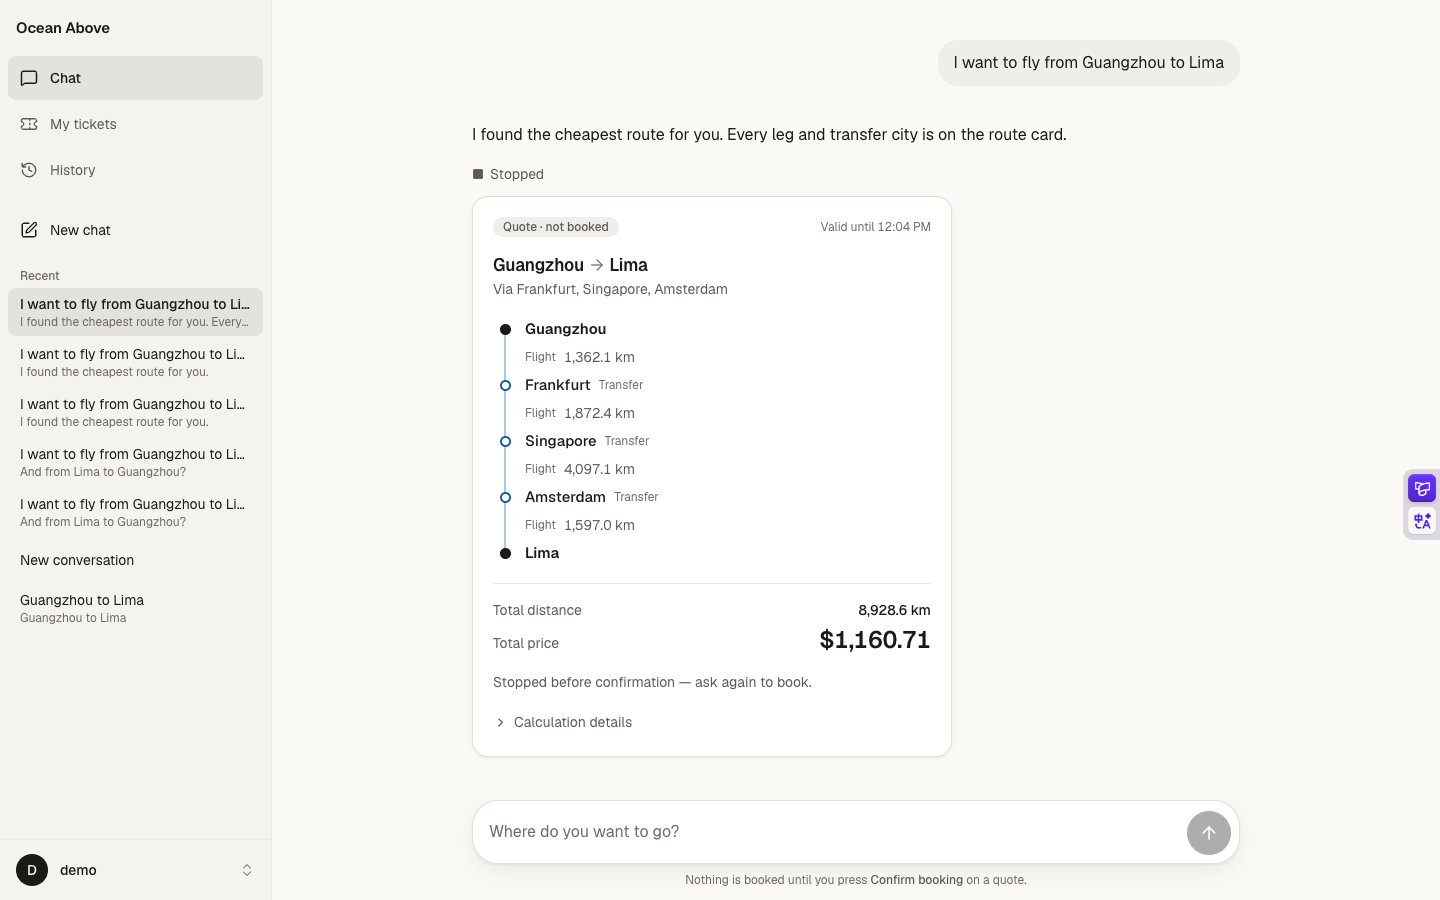 Ocean Above
Chat
My tickets
History
New chat
Recent
I want to fly from Guangzhou to Li...
I found the cheapest route for you. Every...
I want to fly from Guangzhou to Li...
I found the cheapest route for you.
I want to fly from Guangzhou to Li...
I found the cheapest route for you.
I want to fly from Guangzhou to Li...
And from Lima to Guangzhou?
I want to fly from Guangzhou to Li...
And from Lima to Guangzhou?
New conversation
Guangzhou to Lima
Guangzhou to Lima
D demo
I want to fly from Guangzhou to Lima
I found the cheapest route for you. Every leg and transfer city is on the route card.
Stopped
Quote · not booked Valid until 12:04 PM
Guangzhou → Lima
Via Frankfurt, Singapore, Amsterdam
Guangzhou
Flight 1,362.1 km
Frankfurt Transfer
Flight 1,872.4 km
Singapore Transfer
Flight 4,097.1 km
Amsterdam Transfer
Flight 1,597.0 km
Lima
Total distance 8,928.6 km
Total price $1,160.71
Stopped before confirmation — ask again to book.
Calculation details
Where do you want to go?
Nothing is booked until you press Confirm booking on a quote.
中A